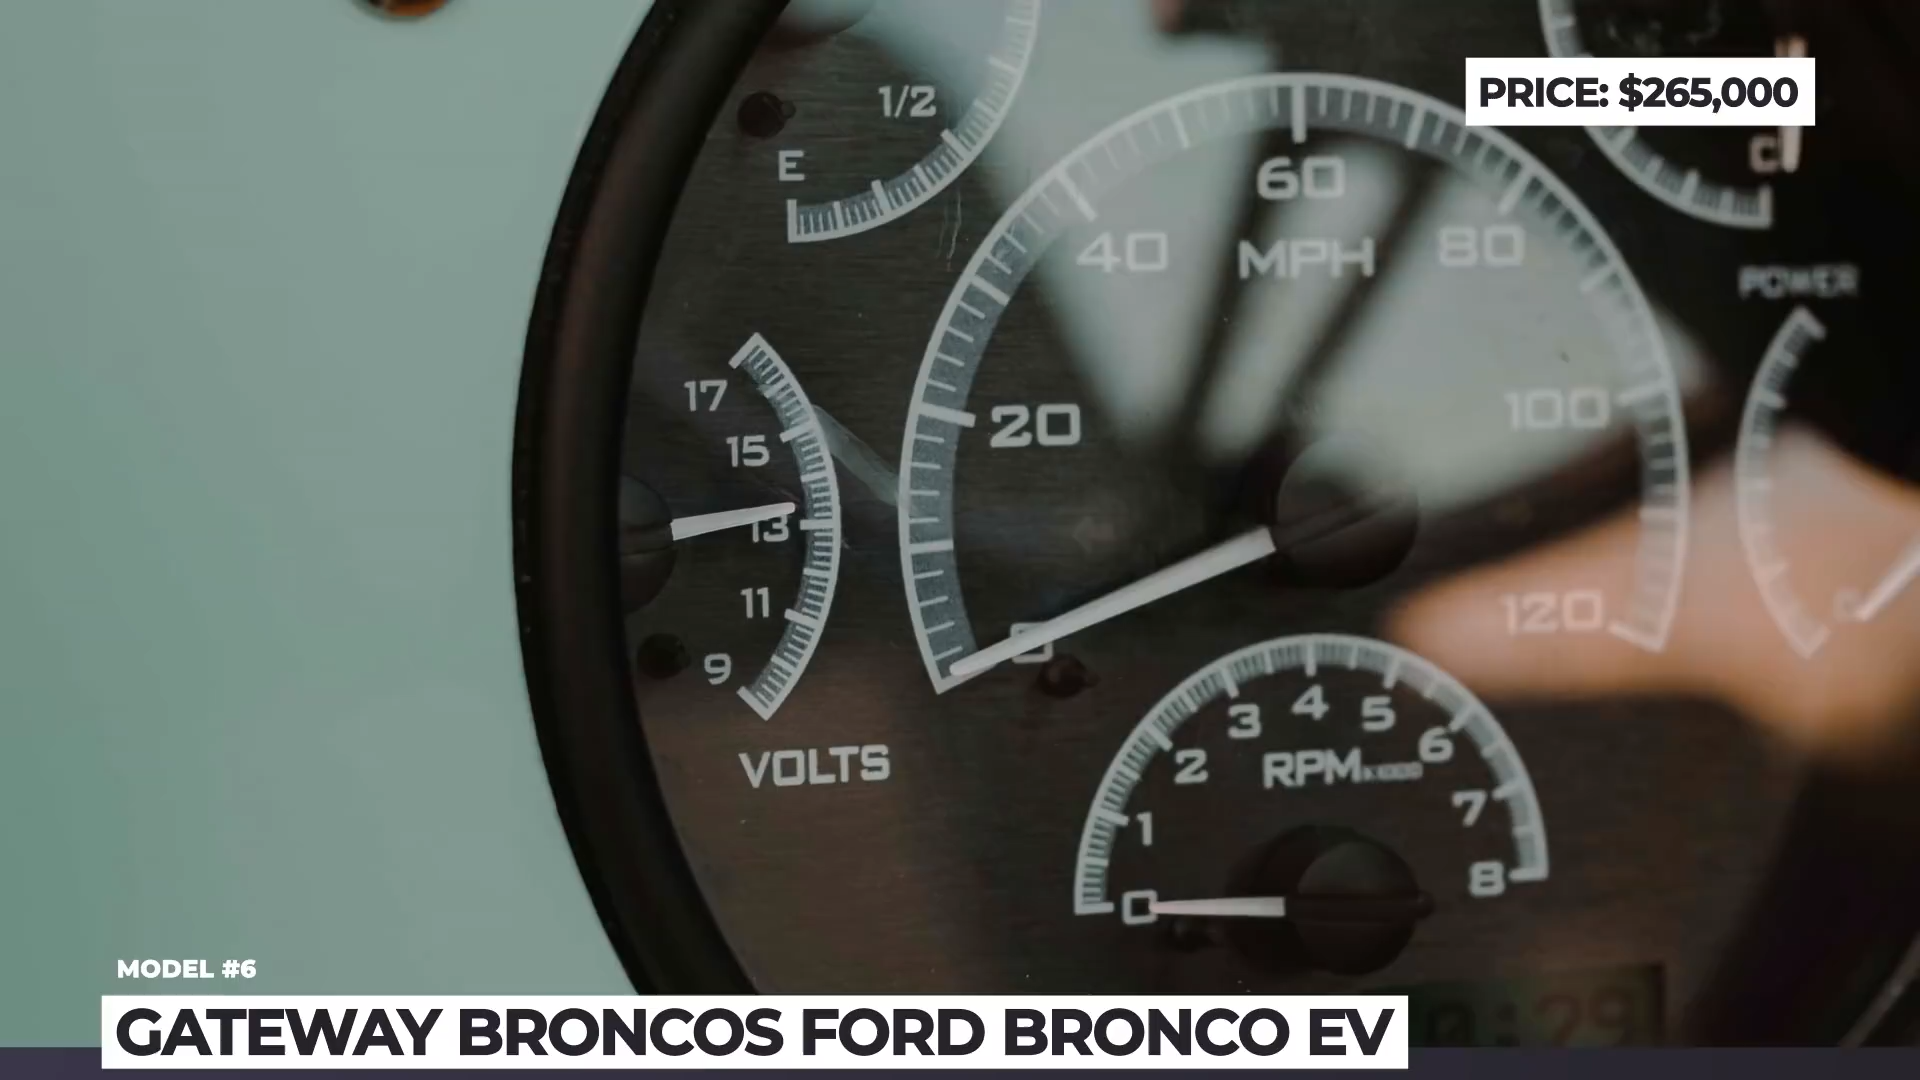 PRICE: $265,000
1/2
E
C
60
40
MPH
80
POWER
17
20
100
15
13
11
0
120
9
3
4
5
6
2
RPM
VOLTS
1
7
0
8
MODEL #6
GATEWAY BRONCOS FORD BRONCO EV